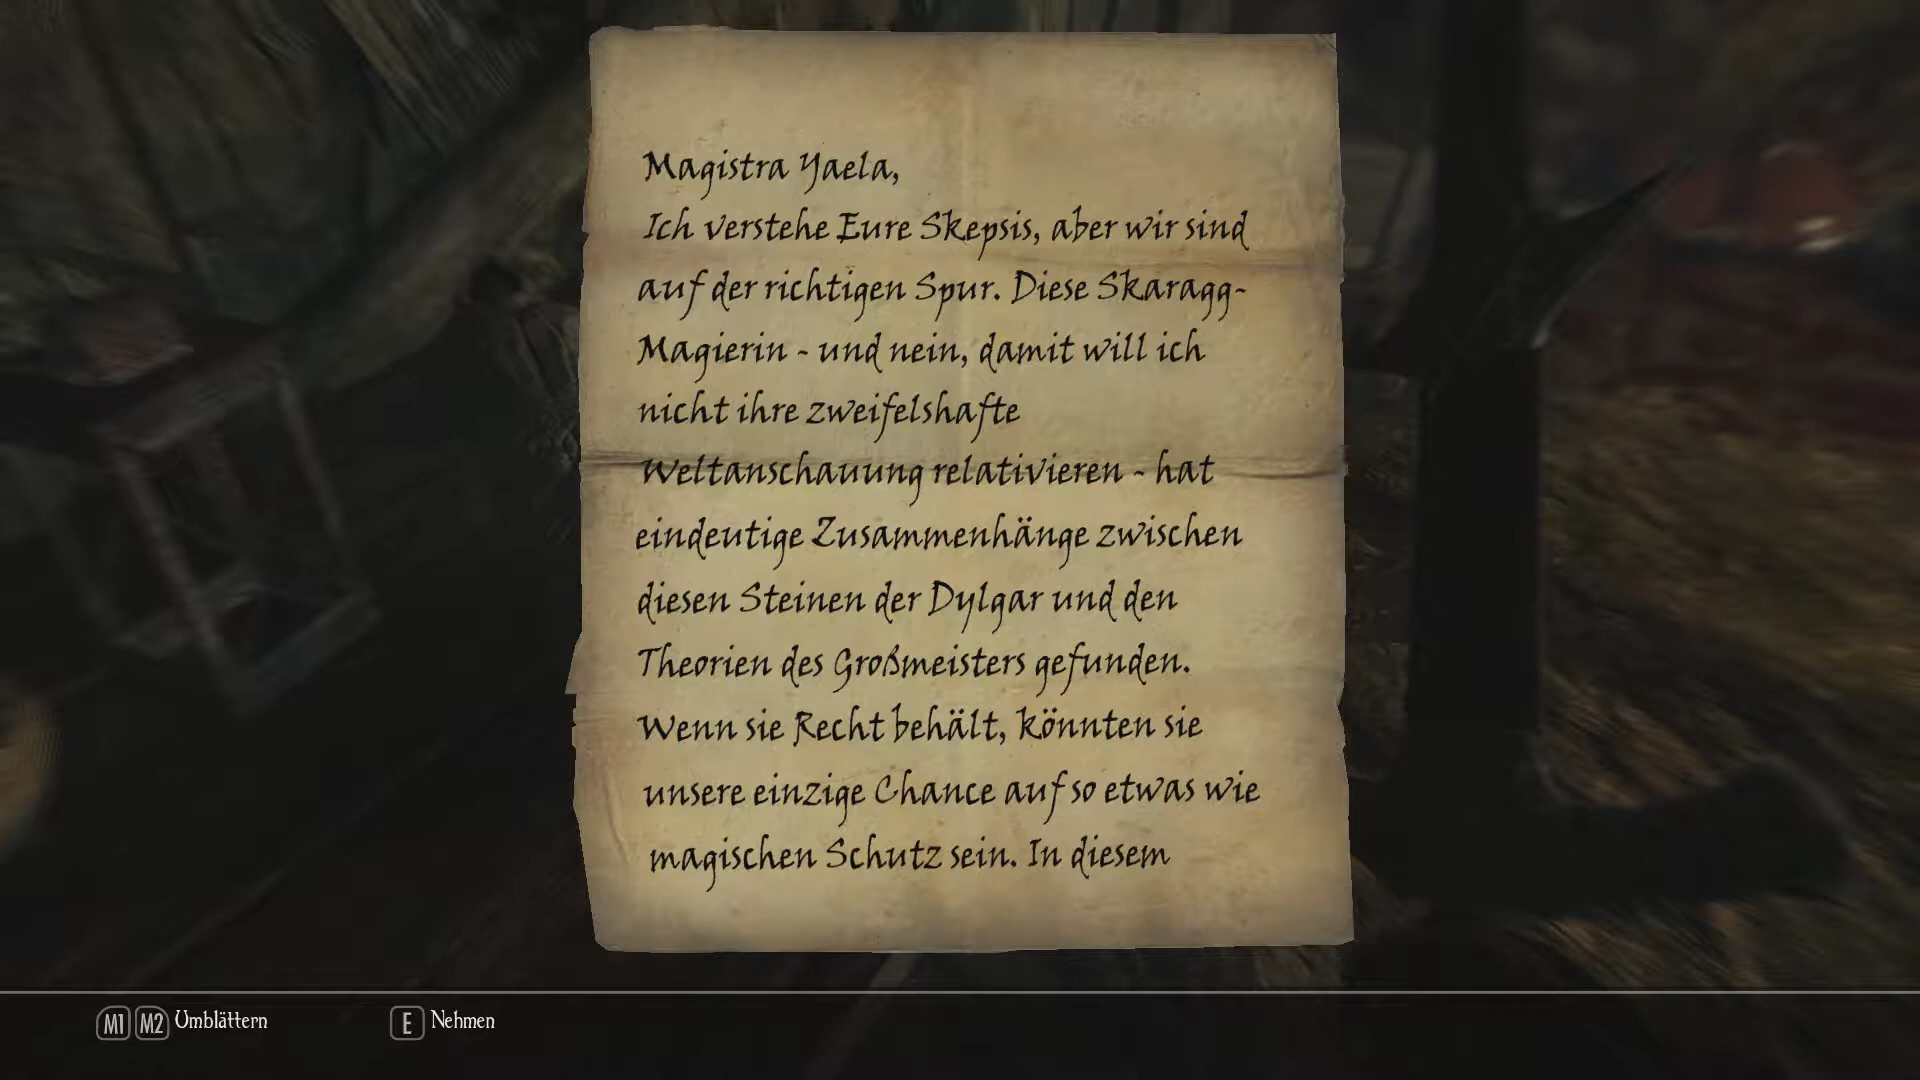 Magistra Yaela,
Ich verstehe Eure Skepsis, aber wir sind
auf der richtigen Spur. Diese Skaragg-
Magierin - und nein, damit will ich
nicht ihre zweifelshafte
Weltanschauung relativieren - hat
eindeutige Zusammenhänge zwischen
diesen Steinen der Dylgar und den
Theorien des Großmeisters gefunden.
Wenn sie Recht behält, könnten sie
unsere einzige Chance auf so etwas wie
magischen Schutz sein. In diesem
M1 M2 Umblättern E Nehmen